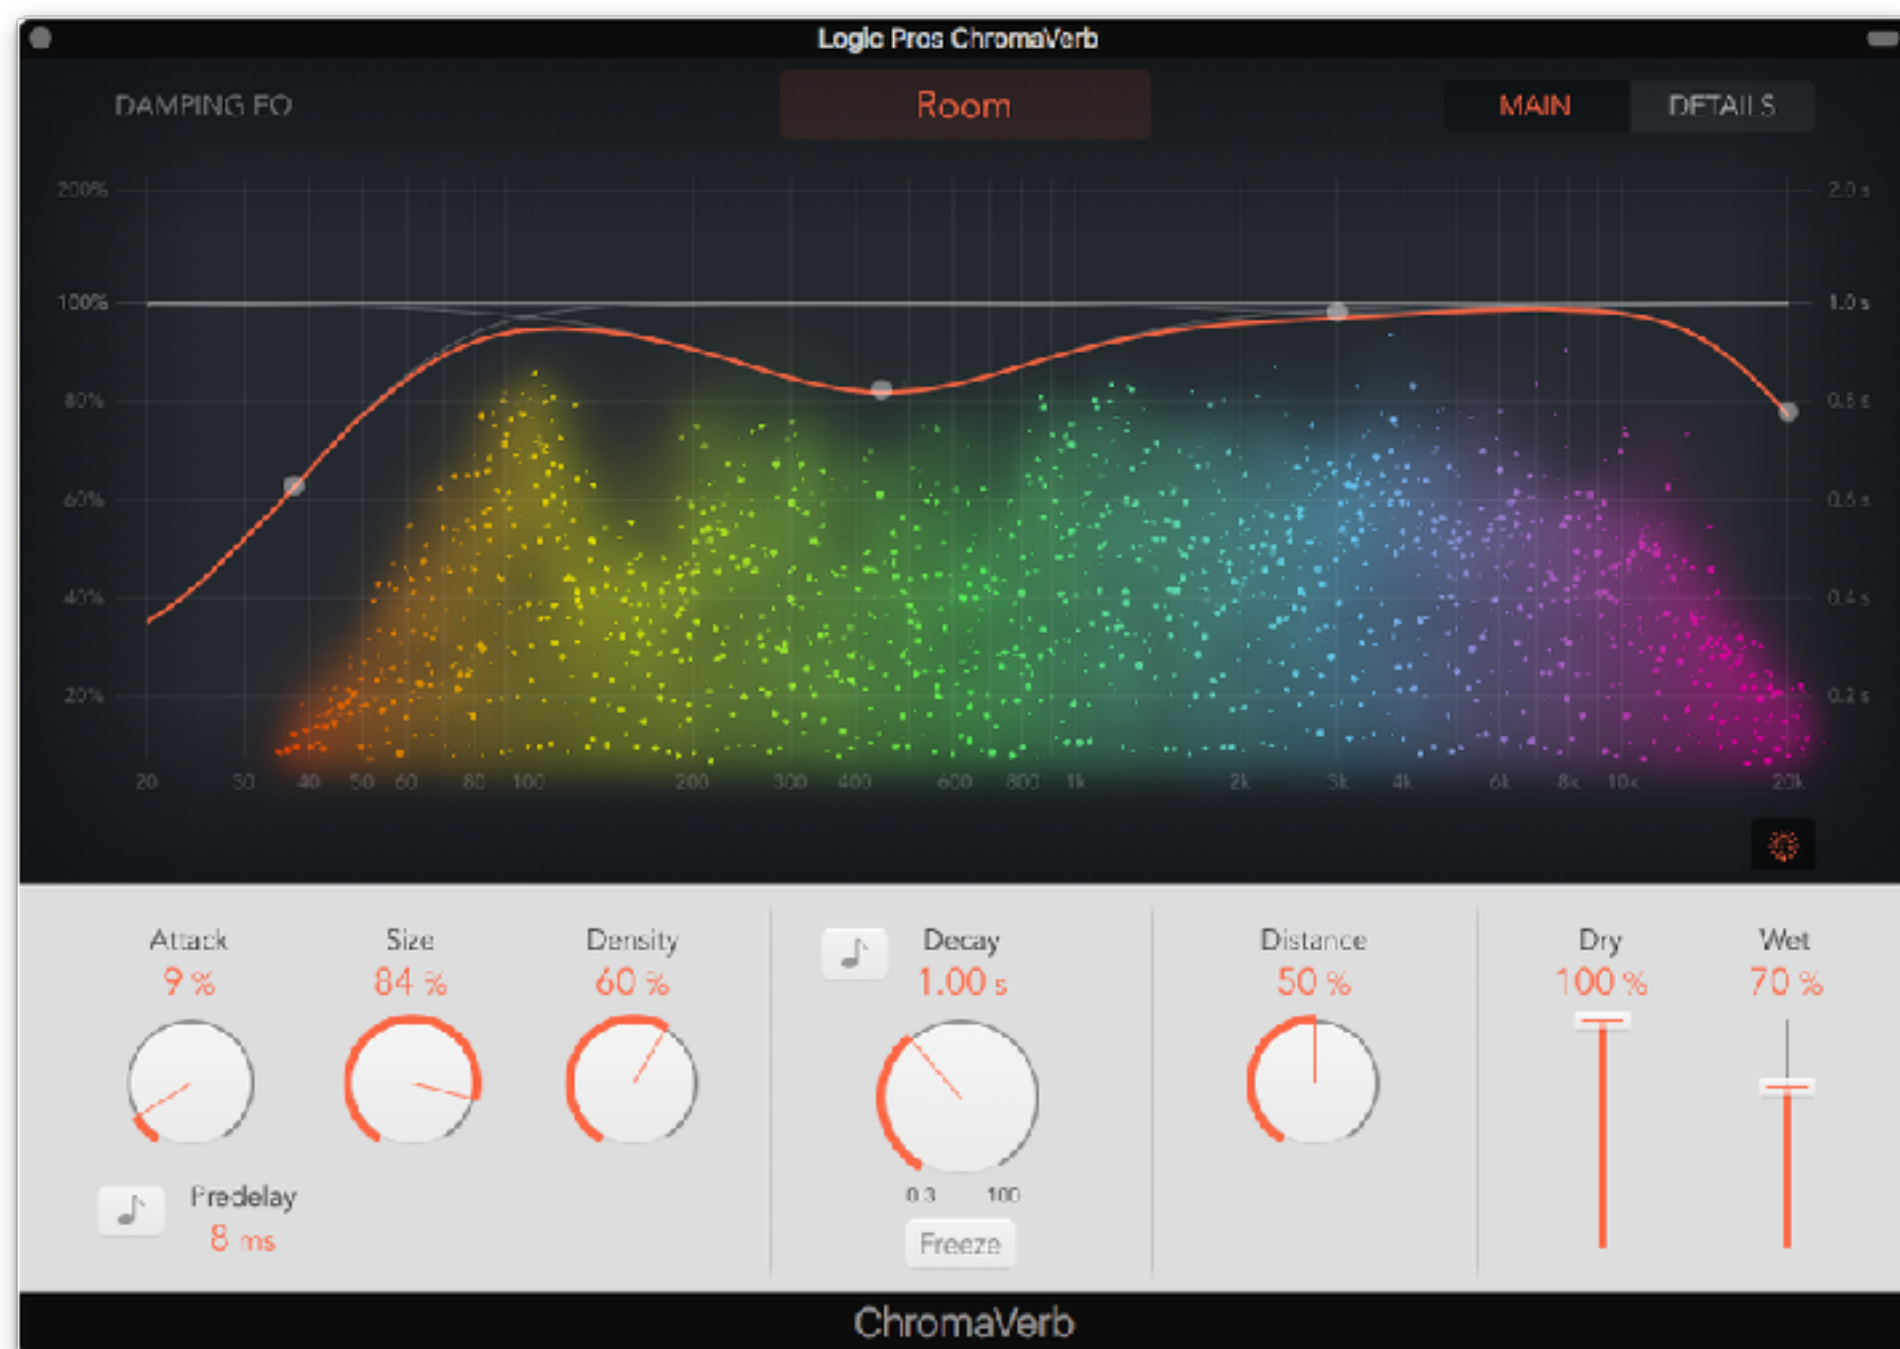 Logic Pros ChromaVerb
DAMPING EQ
Room
MAIN DETAILS
200% 2.0 s
100% 1.0 s
80% 0.8 s
60% 0.6 s
40% 0.4 s
20% 0.2 s
20 30 40 50 60 80 100 200 300 400 600 800 1k 2k 3k 4k 6k 8k 10k 20k
Attack Size Density Decay Distance Dry Wet
9 % 84 % 60 % 1.00 s 50 % 100 % 70 %
Predelay 0.3 100
8 ms Freeze
ChromaVerb